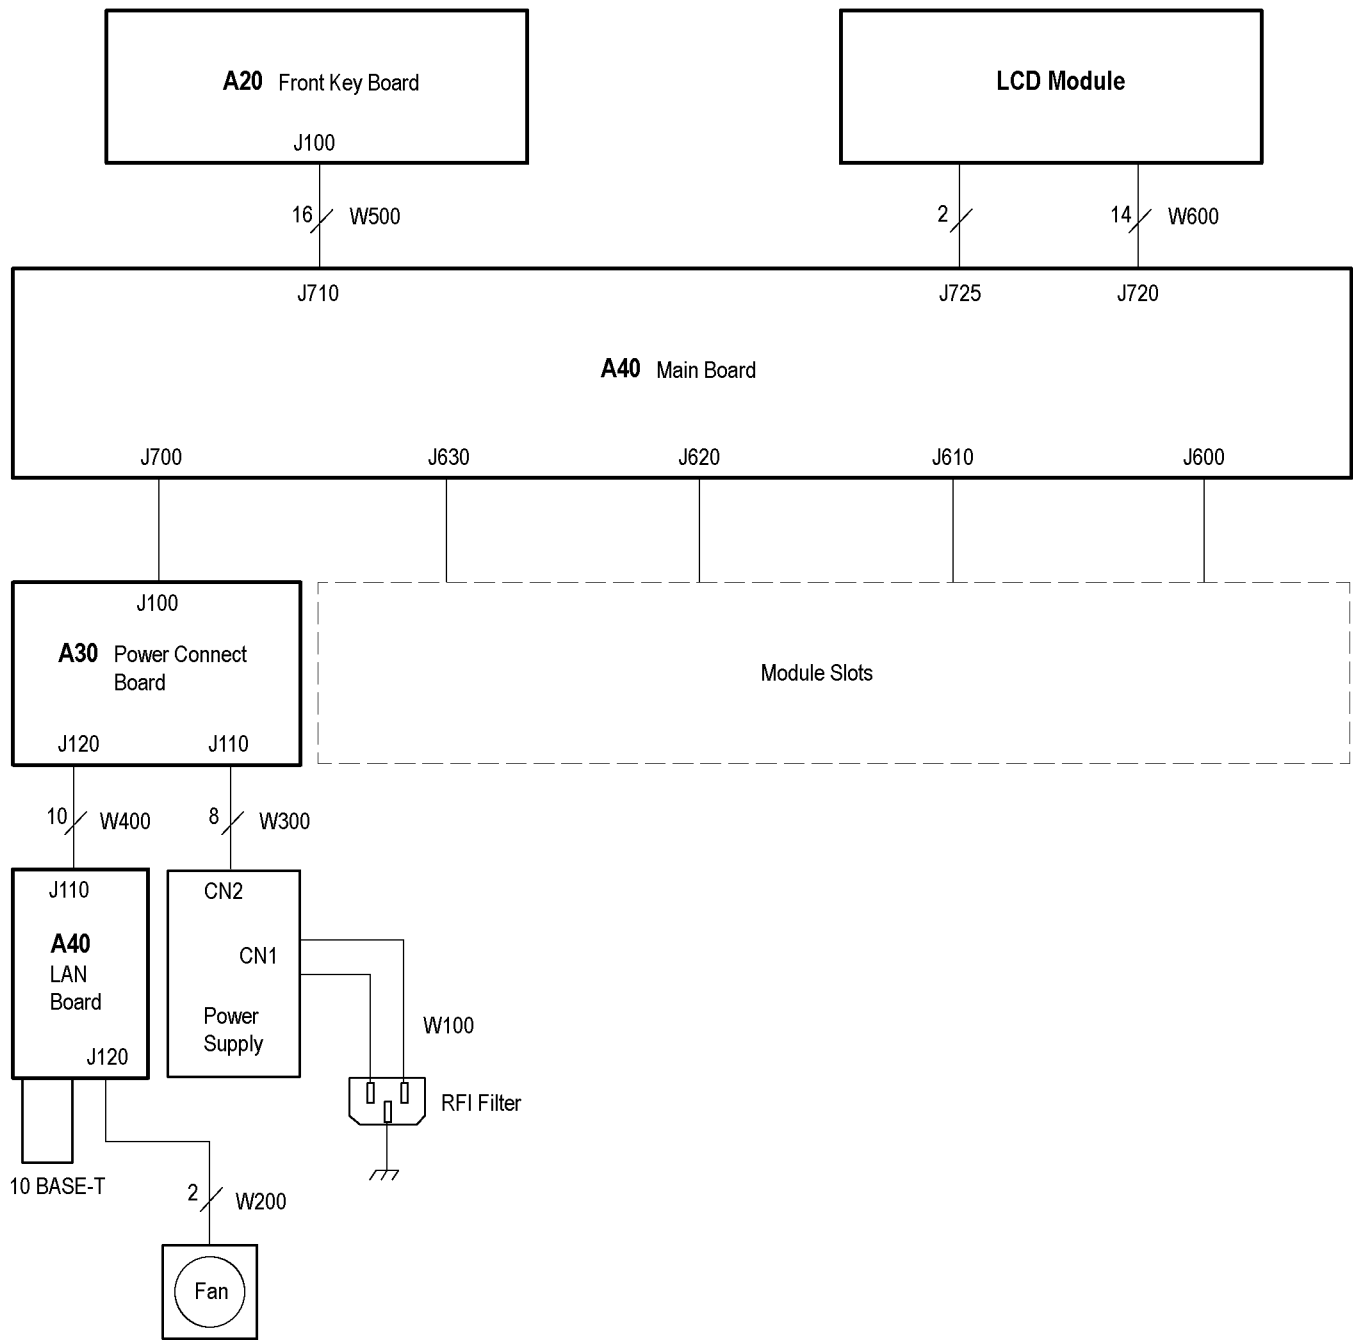 A20 Front Key Board
J100
LCD Module
16 W500
2
14 W600
J710
J725
J720
A40 Main Board
J700
J630
J620
J610
J600
J100
A30 Power Connect
Board
J120
J110
Module Slots
10 W400
8 W300
J110
A40
LAN
Board
J120
CN2
CN1
Power
Supply
W100
RFI Filter
10 BASE-T
2 W200
Fan